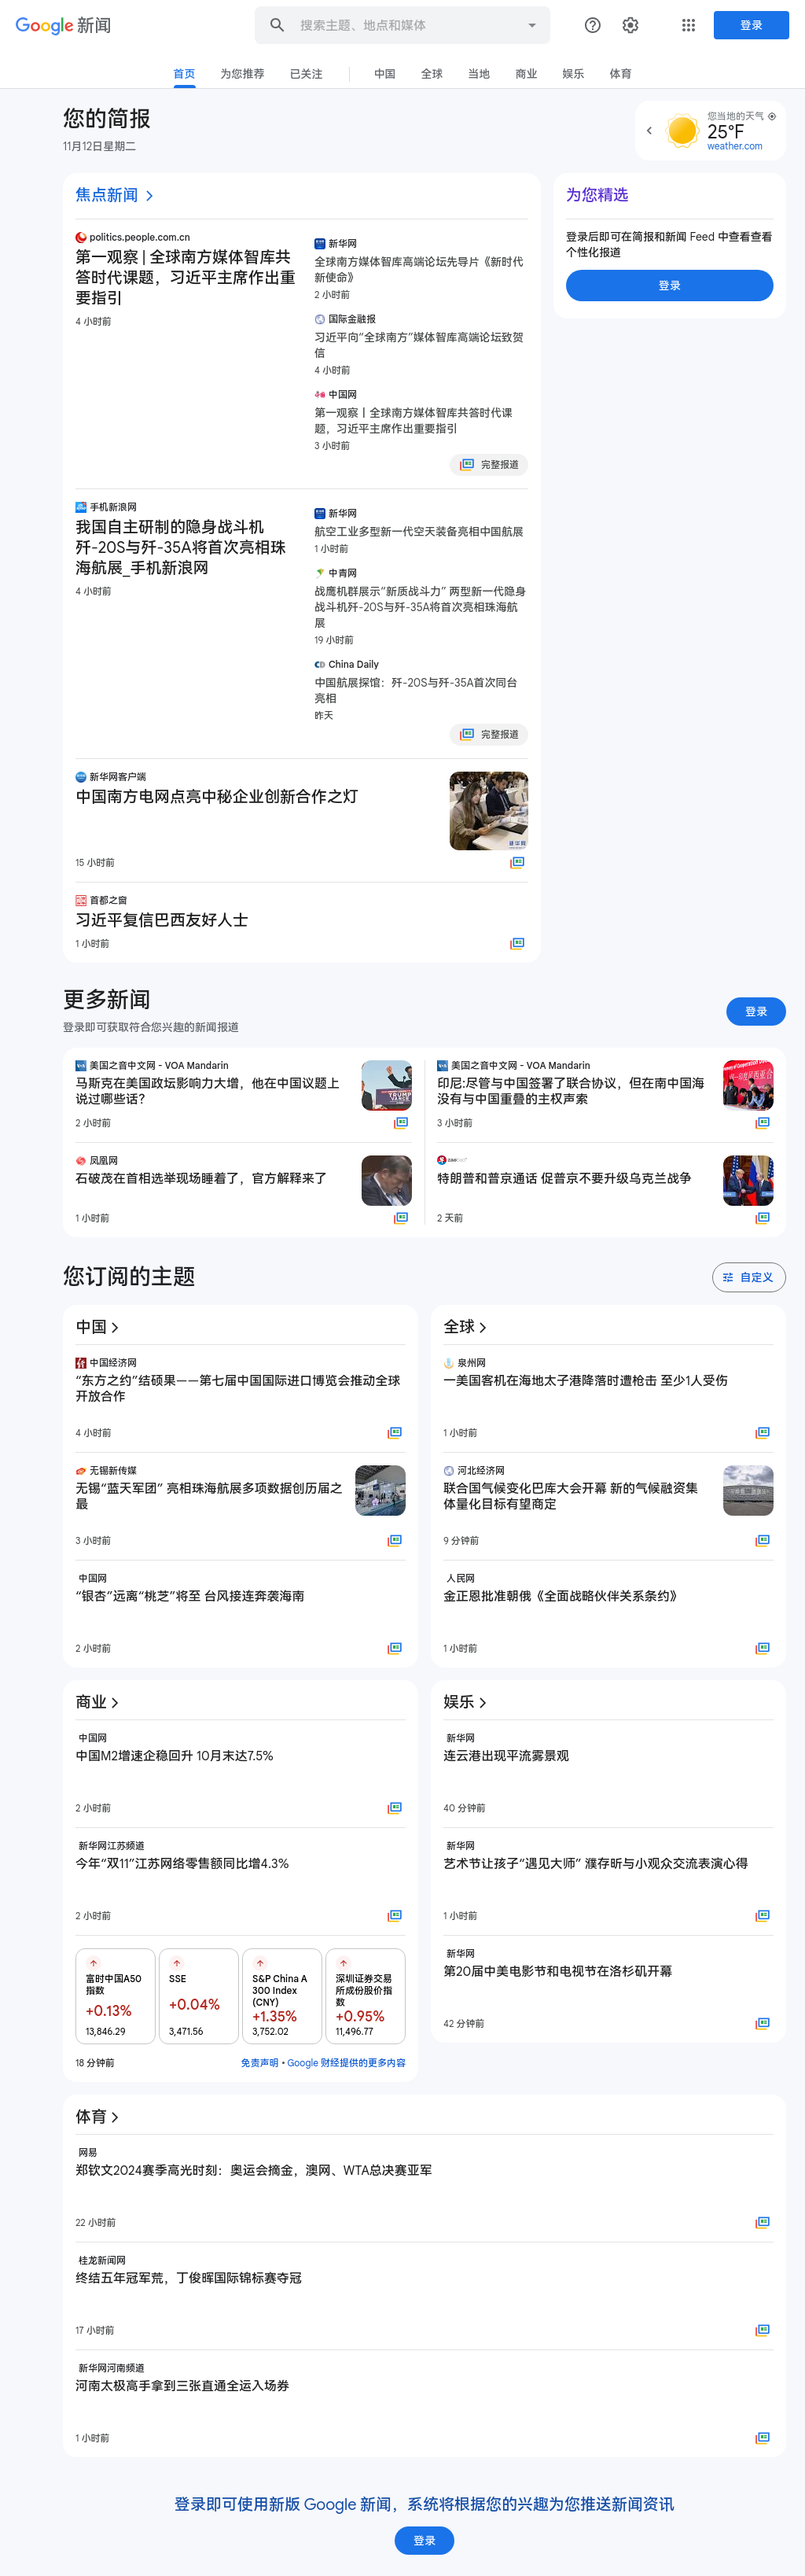 Google 新闻
搜索主题、地点和媒体
登录
首页
为您推荐
已关注
中国
全球
当地
商业
娱乐
体育
您的简报
11月12日星期二
您当地的天气
25°F
weather.com
焦点新闻
politics.people.com.cn
第一观察 | 全球南方媒体智库共
答时代课题，习近平主席作出重
要指引
4 小时前
新华网
全球南方媒体智库高端论坛先导片《新时代
新使命》
2 小时前
国际金融报
习近平向“全球南方”媒体智库高端论坛致贺
信
4 小时前
中国网
第一观察丨全球南方媒体智库共答时代课
题，习近平主席作出重要指引
3 小时前
完整报道
为您精选
登录后即可在简报和新闻 Feed 中查看查看
个性化报道
登录
手机新浪网
我国自主研制的隐身战斗机
歼-20S与歼-35A将首次亮相珠
海航展_手机新浪网
4 小时前
新华网
航空工业多型新一代空天装备亮相中国航展
1 小时前
中青网
战鹰机群展示“新质战斗力” 两型新一代隐身
战斗机歼-20S与歼-35A将首次亮相珠海航
展
19 小时前
China Daily
中国航展探馆：歼-20S与歼-35A首次同台
亮相
昨天
完整报道
新华网客户端
中国南方电网点亮中秘企业创新合作之灯
15 小时前
首都之窗
习近平复信巴西友好人士
1 小时前
更多新闻
登录即可获取符合您兴趣的新闻报道
登录
美国之音中文网 - VOA Mandarin
马斯克在美国政坛影响力大增，他在中国议题上
说过哪些话？
2 小时前
美国之音中文网 - VOA Mandarin
印尼:尽管与中国签署了联合协议，但在南中国海
没有与中国重叠的主权声索
3 小时前
凤凰网
石破茂在首相选举现场睡着了，官方解释来了
1 小时前
特朗普和普京通话 促普京不要升级乌克兰战争
2 天前
您订阅的主题
自定义
中国
中国经济网
“东方之约”结硕果——第七届中国国际进口博览会推动全球
开放合作
4 小时前
无锡新传媒
无锡“蓝天军团” 亮相珠海航展多项数据创历届之
最
3 小时前
中国网
“银杏”远离“桃芝”将至 台风接连奔袭海南
2 小时前
全球
泉州网
一美国客机在海地太子港降落时遭枪击 至少1人受伤
1 小时前
河北经济网
联合国气候变化巴库大会开幕 新的气候融资集
体量化目标有望商定
9 分钟前
人民网
金正恩批准朝俄《全面战略伙伴关系条约》
1 小时前
商业
中国网
中国M2增速企稳回升 10月末达7.5%
2 小时前
新华网江苏频道
今年“双11”江苏网络零售额同比增4.3%
2 小时前
富时中国A50
指数
+0.13%
13,846.29
SSE
+0.04%
3,471.56
S&P China A
300 Index
(CNY)
+1.35%
3,752.02
深圳证券交易
所成份股价指
数
+0.95%
11,496.77
18 分钟前
免责声明 • Google 财经提供的更多内容
娱乐
新华网
连云港出现平流雾景观
40 分钟前
新华网
艺术节让孩子“遇见大师” 濮存昕与小观众交流表演心得
1 小时前
新华网
第20届中美电影节和电视节在洛杉矶开幕
42 分钟前
体育
网易
郑钦文2024赛季高光时刻：奥运会摘金，澳网、WTA总决赛亚军
22 小时前
桂龙新闻网
终结五年冠军荒，丁俊晖国际锦标赛夺冠
17 小时前
新华网河南频道
河南太极高手拿到三张直通全运入场券
1 小时前
登录即可使用新版 Google 新闻，系统将根据您的兴趣为您推送新闻资讯
登录